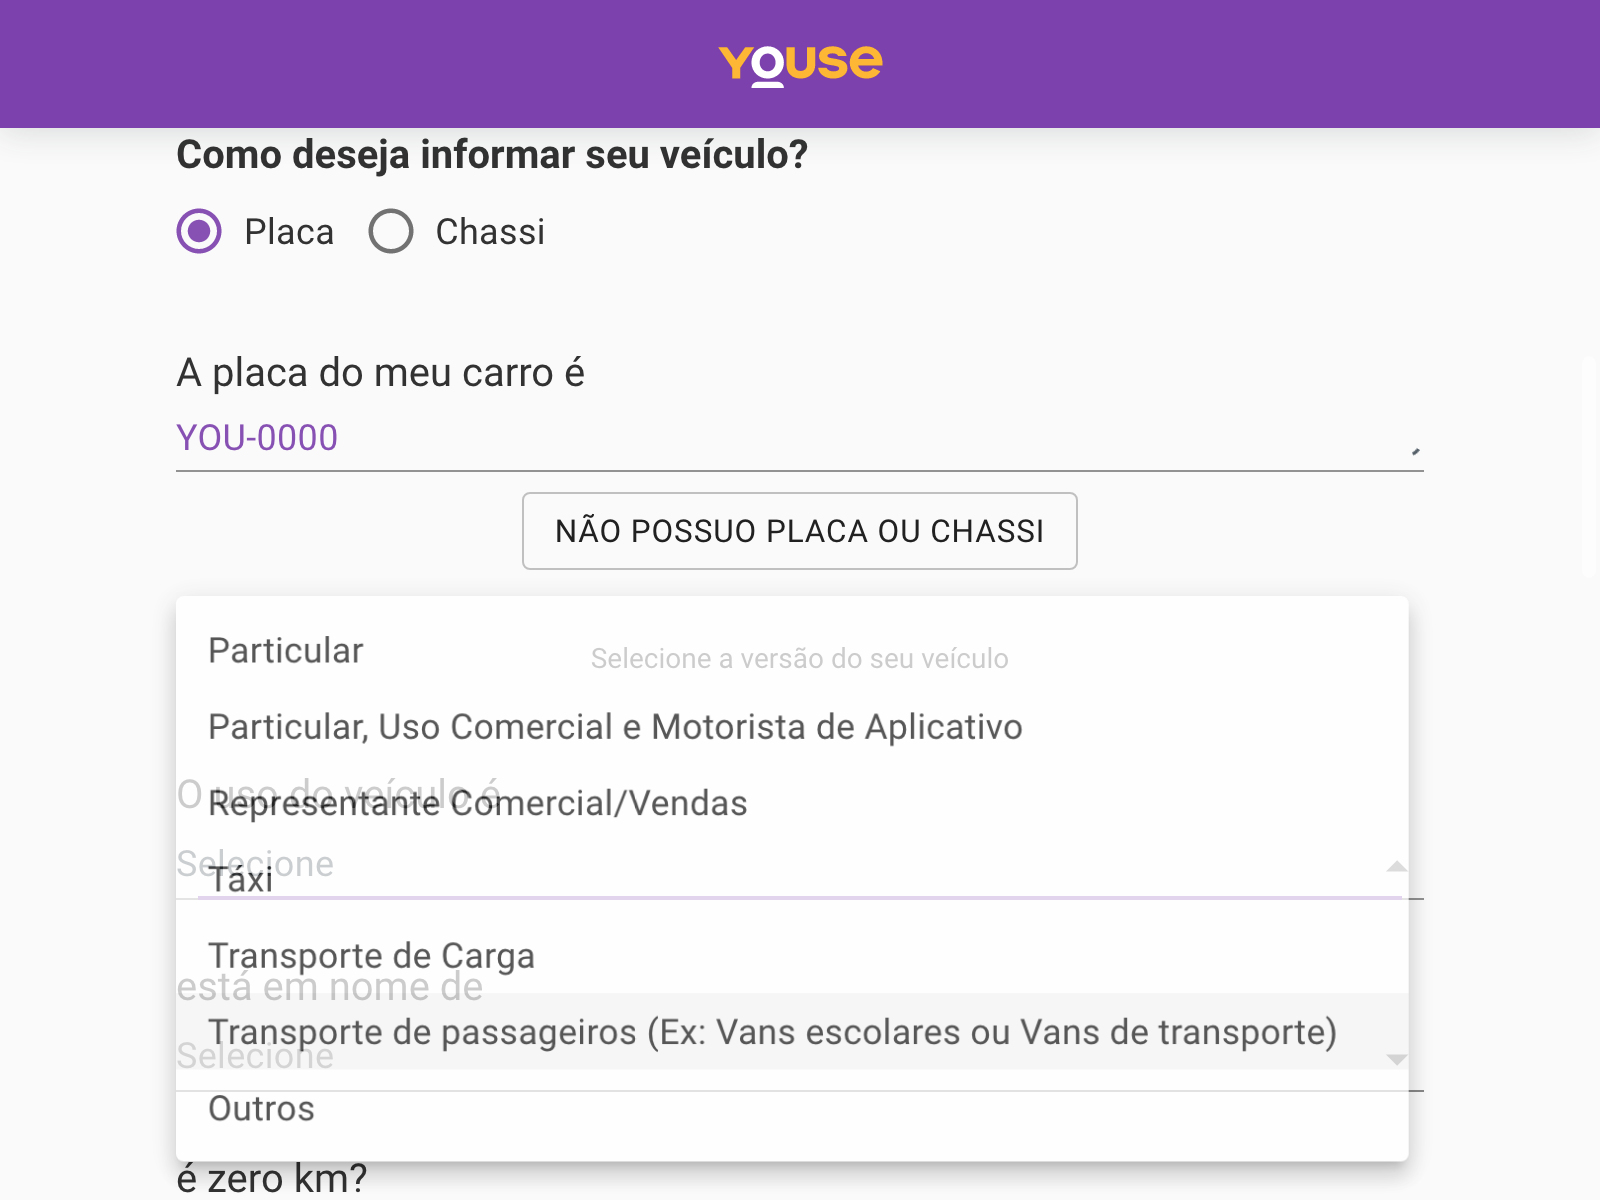 YOUSE
Como deseja informar seu veículo?
Placa Chassi
A placa do meu carro é
YOU-0000
NÃO POSSUO PLACA OU CHASSI
Particular
Selecione a versão do seu veículo
Particular, Uso Comercial e Motorista de Aplicativo
O uso do veículo é
Representante Comercial/Vendas
Selecione
Táxi
Transporte de Carga
está em nome de
Transporte de passageiros (Ex: Vans escolares ou Vans de transporte)
Selecione
Outros
é zero km?